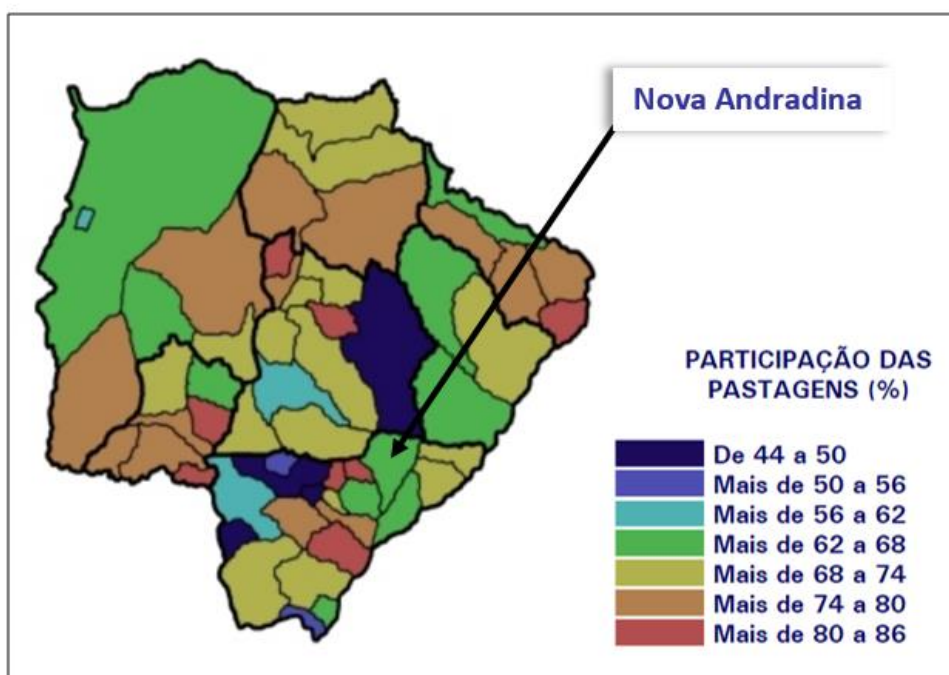 Nova Andradina
PARTICIPAÇÃO DAS
PASTAGENS (%)
De 44 a 50
Mais de 50 a 56
Mais de 56 a 62
Mais de 62 a 68
Mais de 68 a 74
Mais de 74 a 80
Mais de 80 a 86